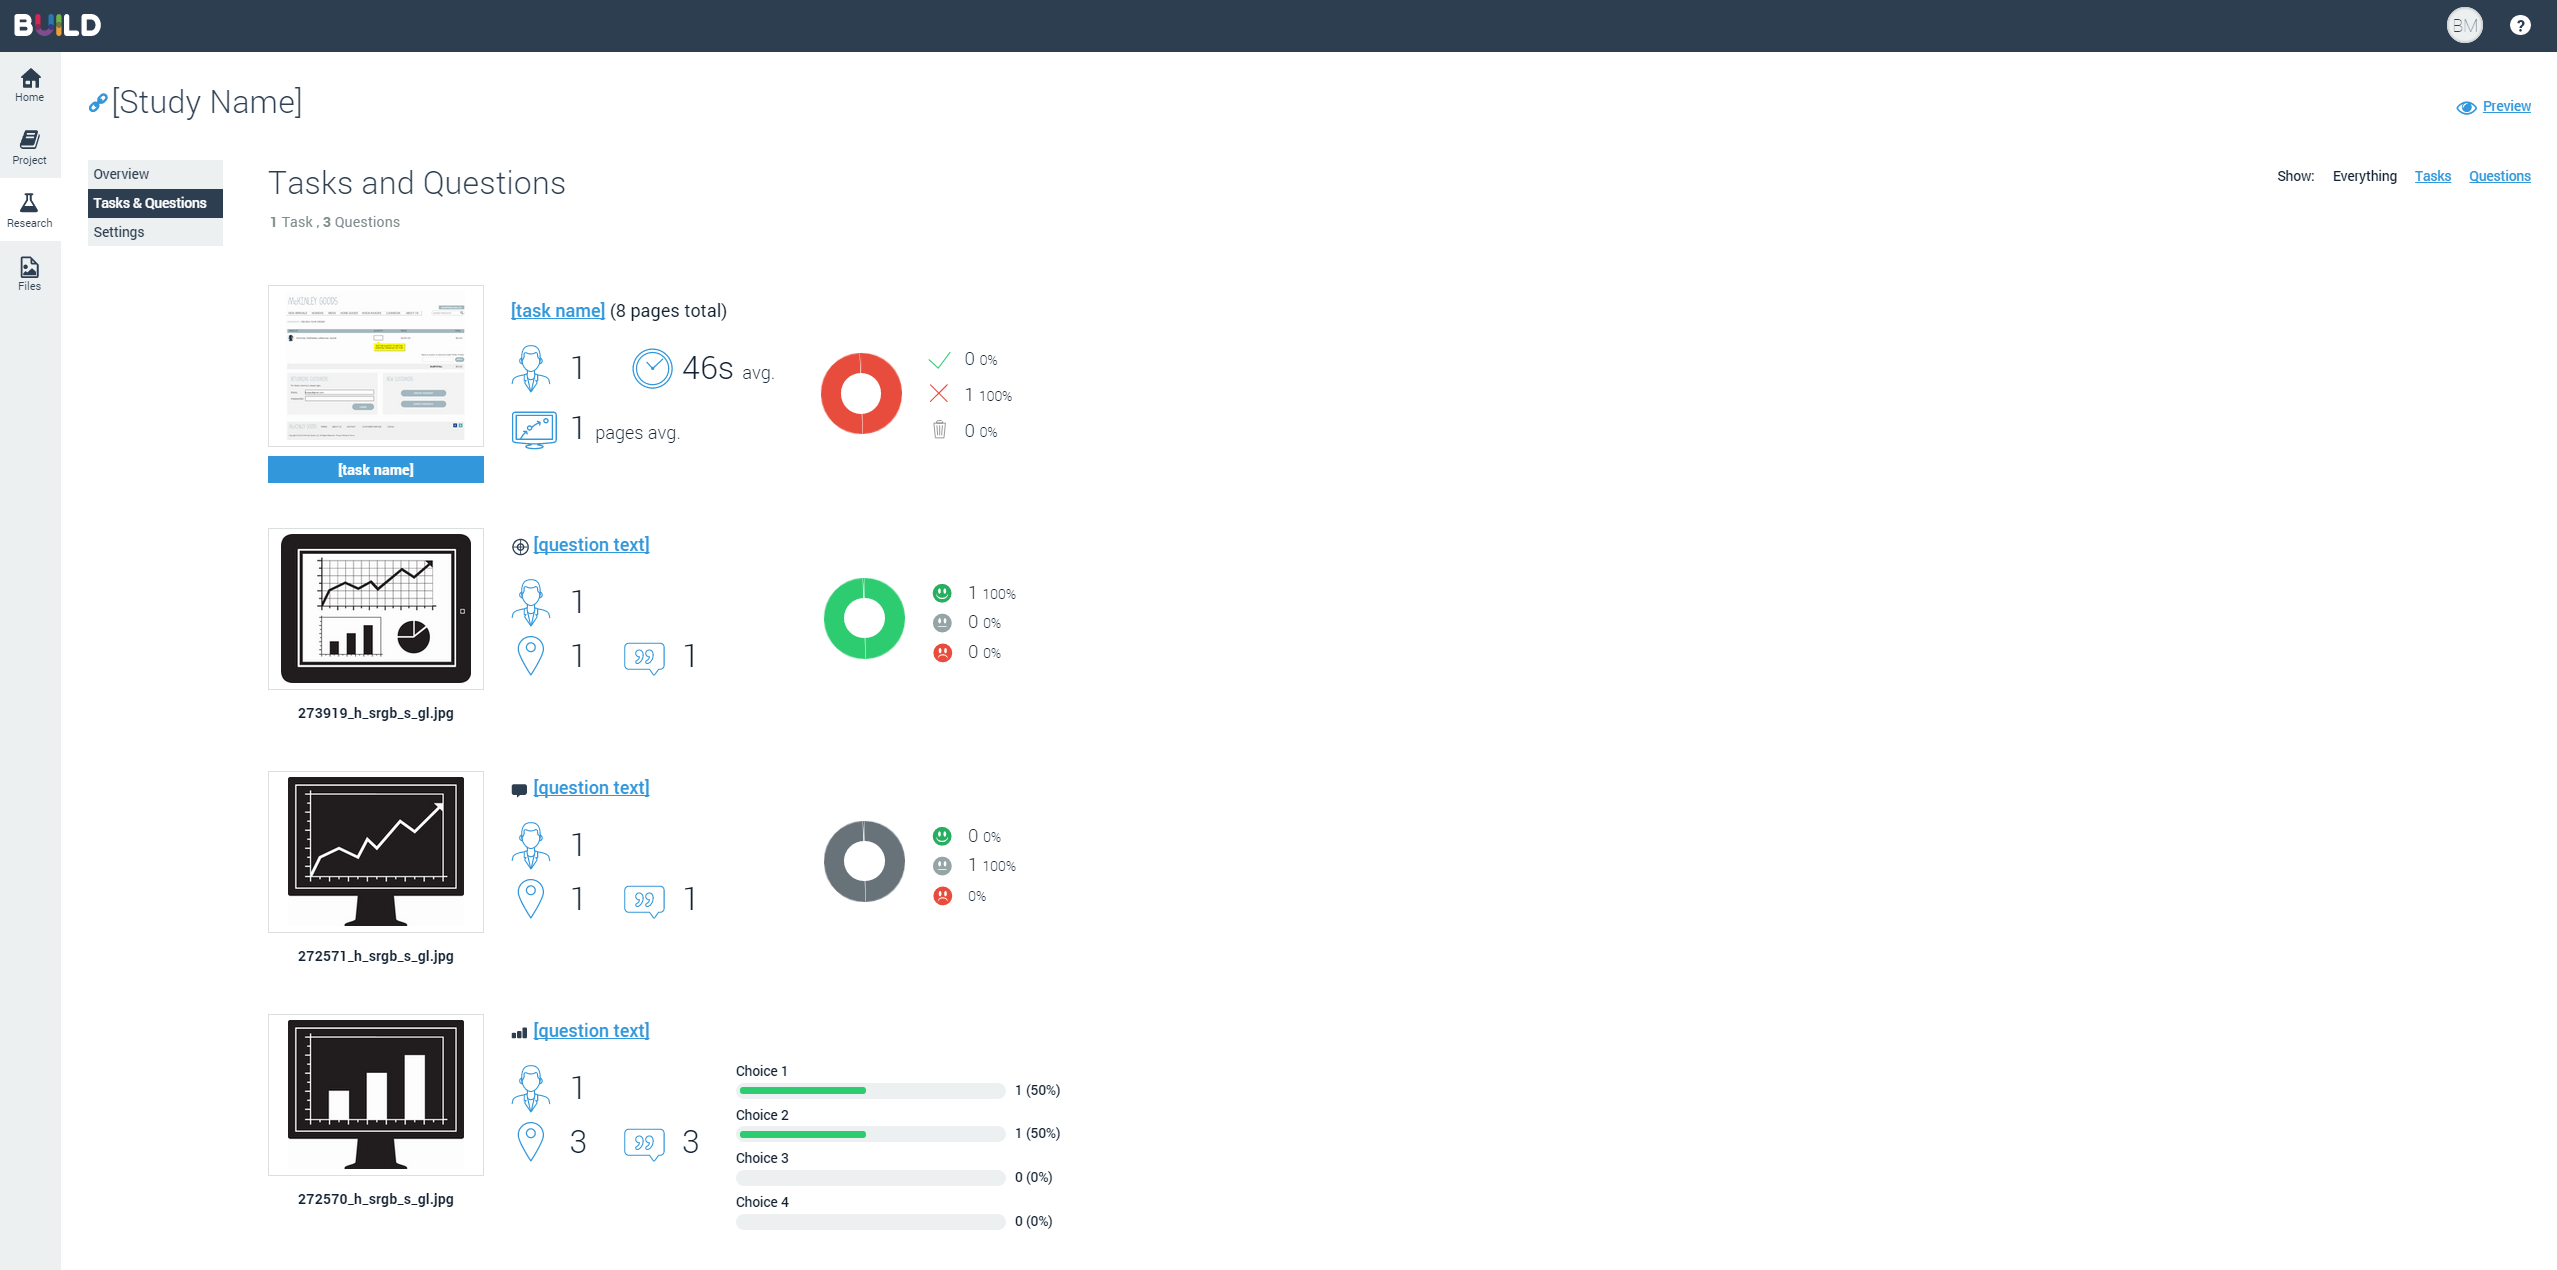 BUILD
BM
?
Home
Project
Research
Files
[Study Name]
Preview
Overview
Tasks & Questions
Settings
Tasks and Questions
1 Task , 3 Questions
Show: Everything Tasks Questions
McKINLEY GOODS
[task name]
[task name] (8 pages total)
1
46s avg.
1 pages avg.
0 0%
1 100%
0 0%
273919_h_srgb_s_gl.jpg
[question text]
1
1
1
1 100%
0 0%
0 0%
272571_h_srgb_s_gl.jpg
[question text]
1
1
1
0 0%
1 100%
0%
272570_h_srgb_s_gl.jpg
[question text]
1
3
3
Choice 1
1 (50%)
Choice 2
1 (50%)
Choice 3
0 (0%)
Choice 4
0 (0%)